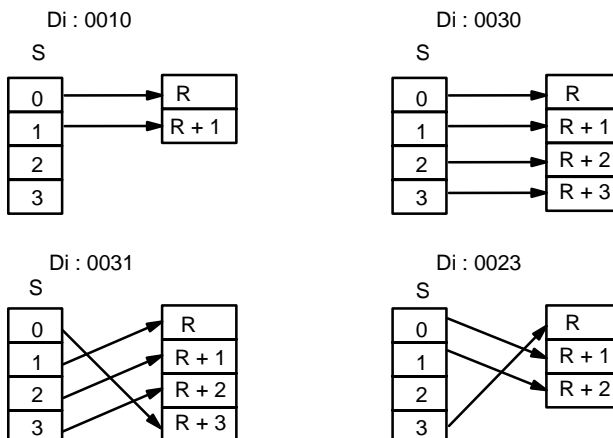 Di : 0010
S
0
1
2
3
R
R + 1
Di : 0030
S
0
1
2
3
R
R + 1
R + 2
R + 3
Di : 0031
S
0
1
2
3
R
R + 1
R + 2
R + 3
Di : 0023
S
0
1
2
3
R
R + 1
R + 2